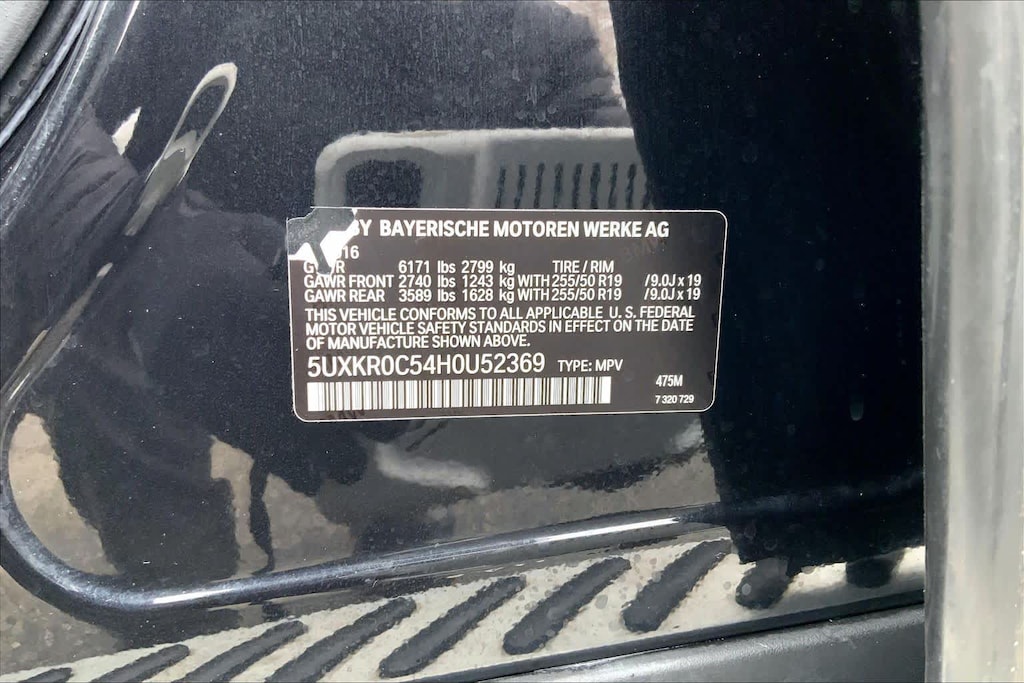 BY BAYERISCHE MOTOREN WERKE AG
16
6171 lbs 2799 kg TIRE / RIM
GAWR FRONT 2740 lbs 1243 kg WITH 255/50 R19 /9.0J x 19
GAWR REAR 3589 lbs 1628 kg WITH 255/50 R19 /9.0J x 19
THIS VEHICLE CONFORMS TO ALL APPLICABLE U. S. FEDERAL
MOTOR VEHICLE SAFETY STANDARDS IN EFFECT ON THE DATE
OF MANUFACTURE SHOWN ABOVE.
5UXKR0C54H0U52369 TYPE: MPV
475M
7 320 729